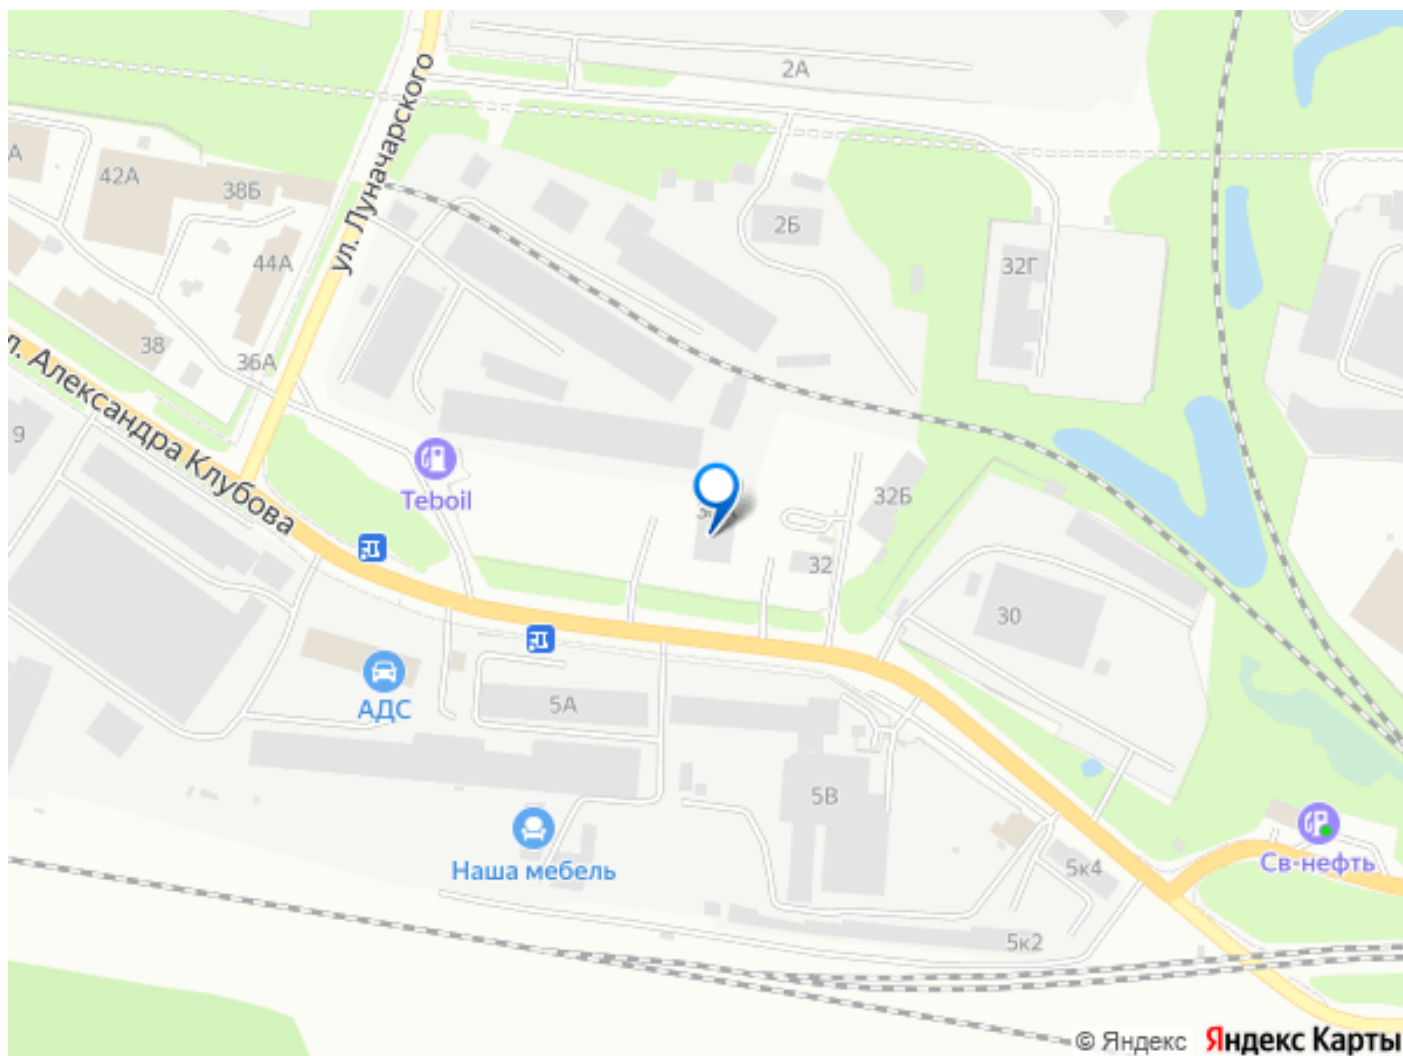 2А
ул. Луначарского
А
42А
38Б
2Б
44А
32Г
38
36А
л. Александра Клубова
9
Teboil
32Б
32
30
АДС
5А
5В
Наша мебель
Св-нефть
5к4
5к2
© Яндекс Яндекс Карты